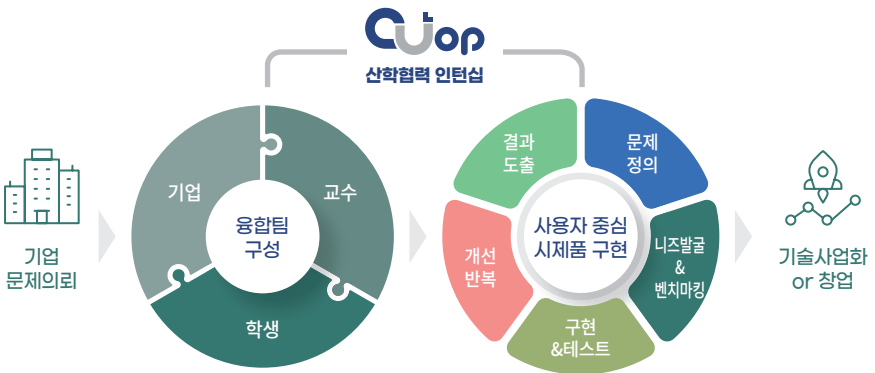 CUop
산학협력 인턴십
기업
문제의뢰
기업
교수
학생
융합팀
구성
문제
정의
니즈발굴
&
벤치마킹
구현
&테스트
개선
반복
결과
도출
사용자 중심
시제품 구현
기술사업화
or 창업